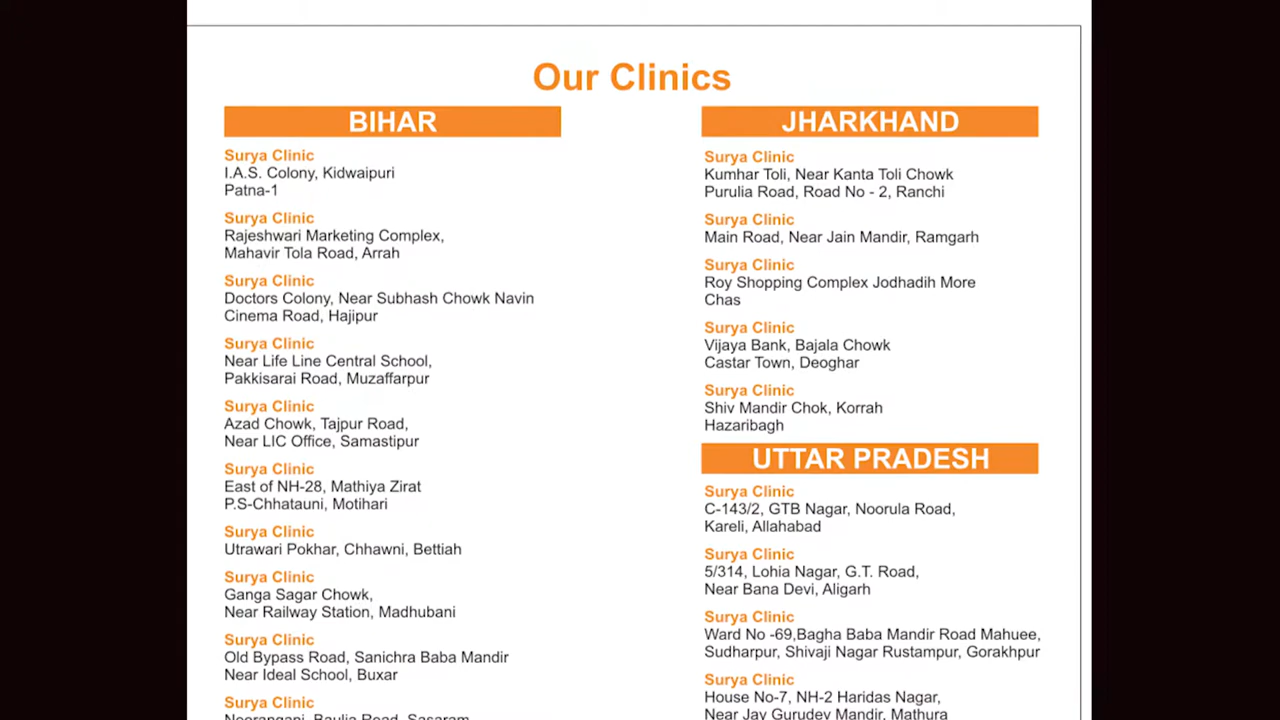 Our Clinics
BIHAR
Surya Clinic
I.A.S. Colony, Kidwaipuri
Patna-1
Surya Clinic
Rajeshwari Marketing Complex,
Mahavir Tola Road, Arrah
Surya Clinic
Doctors Colony, Near Subhash Chowk Navin
Cinema Road, Hajipur
Surya Clinic
Near Life Line Central School,
Pakkisarai Road, Muzaffarpur
Surya Clinic
Azad Chowk, Tajpur Road,
Near LIC Office, Samastipur
Surya Clinic
East of NH-28, Mathiya Zirat
P.S-Chhatauni, Motihari
Surya Clinic
Utrawari Pokhar, Chhawni, Bettiah
Surya Clinic
Ganga Sagar Chowk,
Near Railway Station, Madhubani
Surya Clinic
Old Bypass Road, Sanichra Baba Mandir
Near Ideal School, Buxar
Surya Clinic
Nooranganj, Baulia Road, Sasaram
JHARKHAND
Surya Clinic
Kumhar Toli, Near Kanta Toli Chowk
Purulia Road, Road No - 2, Ranchi
Surya Clinic
Main Road, Near Jain Mandir, Ramgarh
Surya Clinic
Roy Shopping Complex Jodhadih More
Chas
Surya Clinic
Vijaya Bank, Bajala Chowk
Castar Town, Deoghar
Surya Clinic
Shiv Mandir Chok, Korrah
Hazaribagh
UTTAR PRADESH
Surya Clinic
C-143/2, GTB Nagar, Noorula Road,
Kareli, Allahabad
Surya Clinic
5/314, Lohia Nagar, G.T. Road,
Near Bana Devi, Aligarh
Surya Clinic
Ward No -69,Bagha Baba Mandir Road Mahuee,
Sudharpur, Shivaji Nagar Rustampur, Gorakhpur
Surya Clinic
House No-7, NH-2 Haridas Nagar,
Near Jay Gurudev Mandir, Mathura